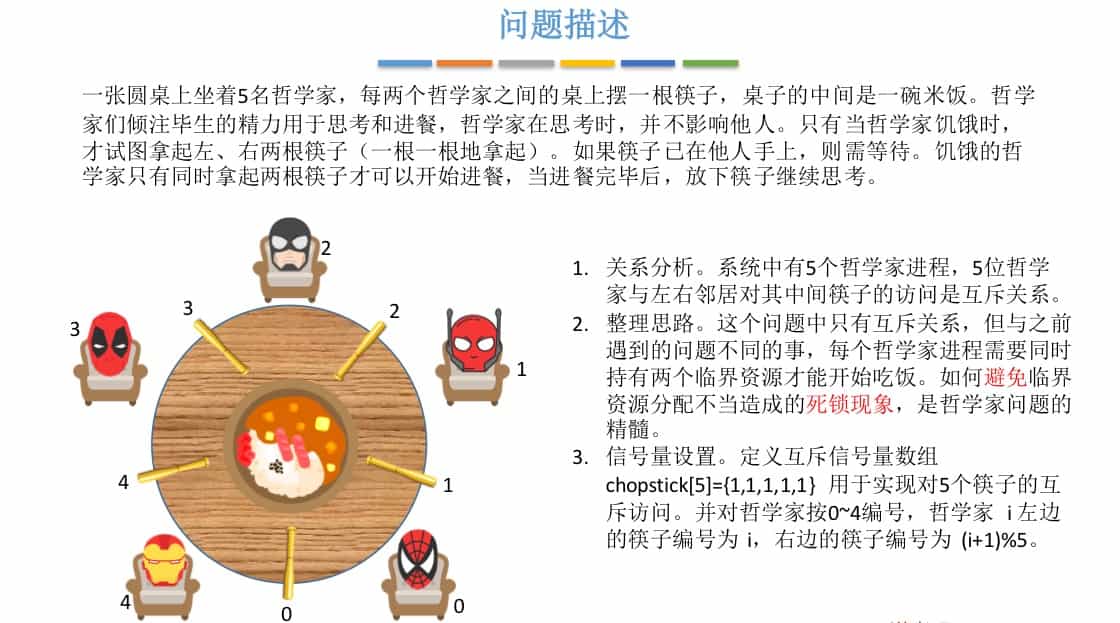 问题描述
一张圆桌上坐着5名哲学家，每两个哲学家之间的桌上摆一根筷子，桌子的中间是一碗米饭。哲学
家们倾注毕生的精力用于思考和进餐，哲学家在思考时，并不影响他人。只有当哲学家饥饿时，
才试图拿起左、右两根筷子（一根一根地拿起）。如果筷子已在他人手上，则需等待。饥饿的哲
学家只有同时拿起两根筷子才可以开始进餐，当进餐完毕后，放下筷子继续思考。
2
3
2
3
1
4
1
4
0
0
1. 关系分析。系统中有5个哲学家进程，5位哲学
家与左右邻居对其中间筷子的访问是互斥关系。
2. 整理思路。这个问题中只有互斥关系，但与之前
遇到的问题不同的事，每个哲学家进程需要同时
持有两个临界资源才能开始吃饭。如何避免临界
资源分配不当造成的死锁现象，是哲学家问题的
精髓。
3. 信号量设置。定义互斥信号量数组
chopstick[5]={1,1,1,1,1} 用于实现对5个筷子的互
斥访问。并对哲学家按0~4编号，哲学家 i 左边
的筷子编号为 i，右边的筷子编号为 (i+1)%5。